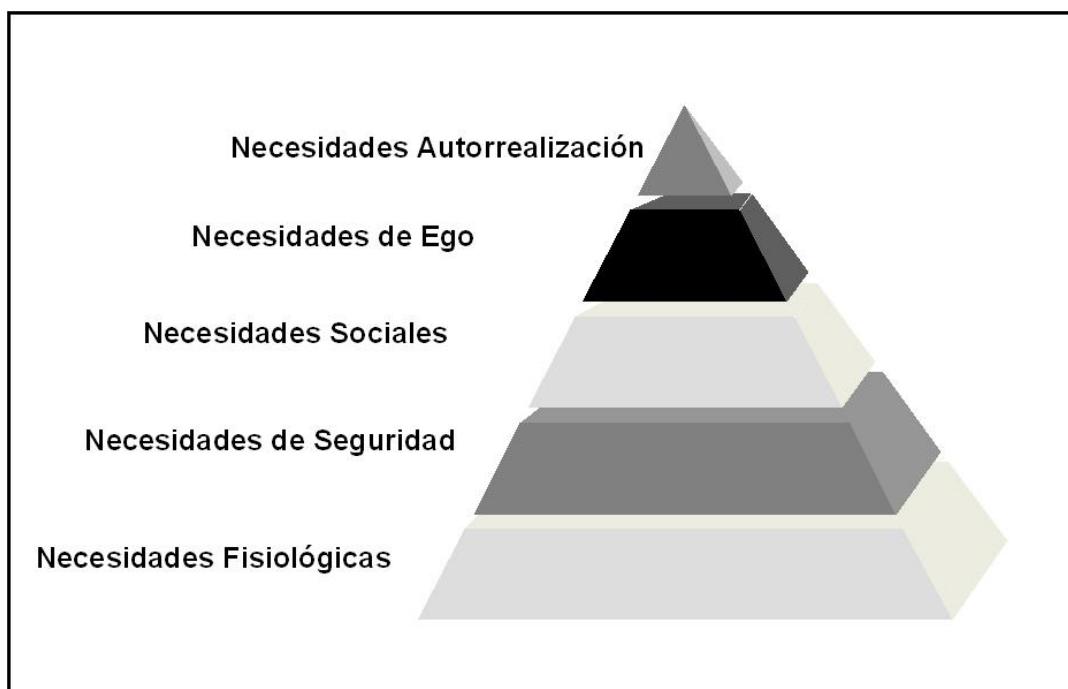 Necesidades Autorrealización
Necesidades de Ego
Necesidades Sociales
Necesidades de Seguridad
Necesidades Fisiológicas